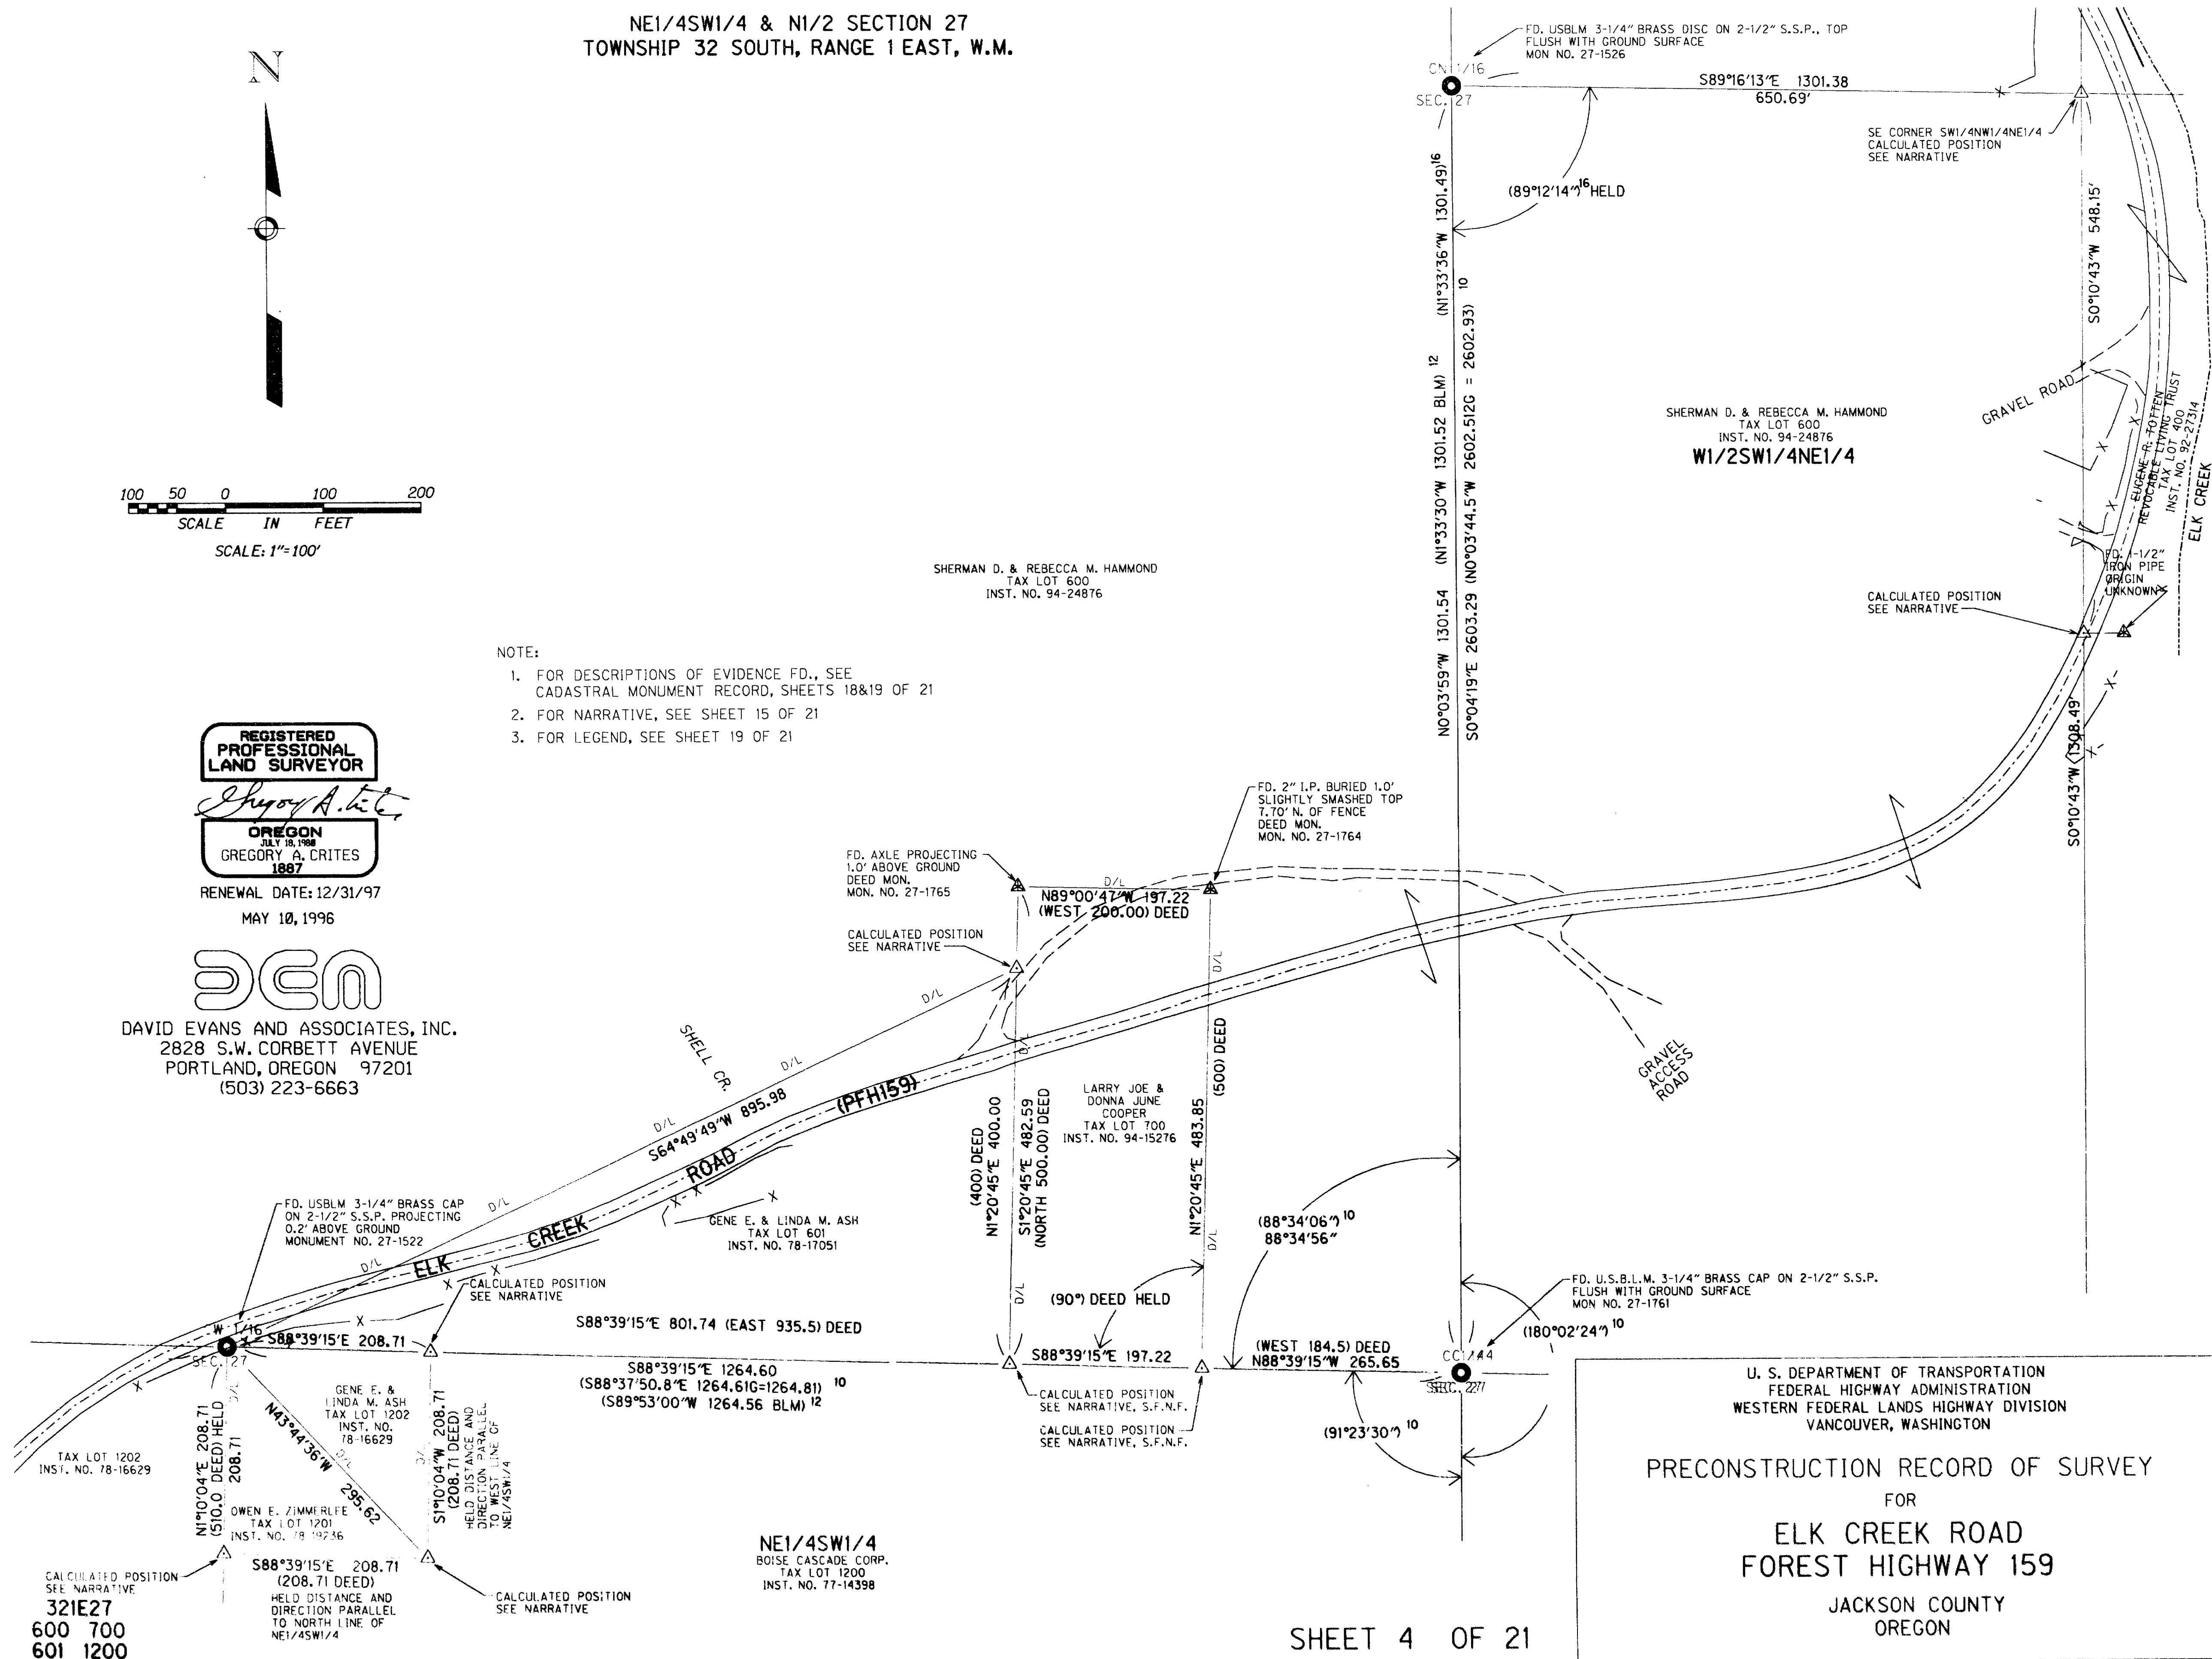 NE1/4SW1/4 & N1/2 SECTION 27
TOWNSHIP 32 SOUTH, RANGE 1 EAST, W.M.
N
FD. USBLM 3-1/4" BRASS DISC ON 2-1/2" S.S.P., TOP
FLUSH WITH GROUND SURFACE
MON NO. 27-1526
CN 1/16
SEC. 27
S89°16'13"E 1301.38
650.69'
SE CORNER SW1/4NW1/4NE1/4
CALCULATED POSITION
SEE NARRATIVE
(89°12'14")16 HELD
(N1°33'36"W 1301.49)16
(N1°33'30"W 1301.52 BLM) 12
N0°03'59"W 1301.54
S0°04'19"E 2603.29 (N0°03'44.5"W 2602.512G = 2602.93) 10
S0°10'43"W 548.15'
GRAVEL ROAD
EUGENE R. TOTTEN
REVOCABLE LIVING TRUST
TAX LOT 400
INST. NO. 92-27314
ELK CREEK
SHERMAN D. & REBECCA M. HAMMOND
TAX LOT 600
INST. NO. 94-24876
W1/2SW1/4NE1/4
100 50 0 100 200
SCALE IN FEET
SCALE: 1"=100'
SHERMAN D. & REBECCA M. HAMMOND
TAX LOT 600
INST. NO. 94-24876
FD. 1-1/2"
IRON PIPE
ORIGIN
UNKNOWN
CALCULATED POSITION
SEE NARRATIVE
S0°10'43"W 1308.49'
NOTE:
1. FOR DESCRIPTIONS OF EVIDENCE FD., SEE
CADASTRAL MONUMENT RECORD, SHEETS 18&19 OF 21
2. FOR NARRATIVE, SEE SHEET 15 OF 21
3. FOR LEGEND, SEE SHEET 19 OF 21
REGISTERED
PROFESSIONAL
LAND SURVEYOR
Gregory A. Crites
OREGON
JULY 18, 1980
GREGORY A. CRITES
1887
RENEWAL DATE: 12/31/97
MAY 10, 1996
DEA
DAVID EVANS AND ASSOCIATES, INC.
2828 S.W. CORBETT AVENUE
PORTLAND, OREGON 97201
(503) 223-6663
FD. 2" I.P. BURIED 1.0'
SLIGHTLY SMASHED TOP
7.70' N. OF FENCE
DEED MON.
MON. NO. 27-1764
FD. AXLE PROJECTING
1.0' ABOVE GROUND
DEED MON.
MON. NO. 27-1765
D/L
N89°00'47"W 197.22
(WEST 200.00) DEED
CALCULATED POSITION
SEE NARRATIVE
D/L
D/L
D/L
D/L
D/L
D/L
D/L
SHELL CR.
S64°49'49"W 895.98
ELK CREEK ROAD (PFH159)
GRAVEL
ACCESS
ROAD
(400) DEED
N1°20'45"E 400.00
S1°20'45"E 482.59
(NORTH 500.00) DEED
D/L
LARRY JOE &
DONNA JUNE
COOPER
TAX LOT 700
INST. NO. 94-15276
(500) DEED
N1°20'45"E 483.85
D/L
GENE E. & LINDA M. ASH
TAX LOT 601
INST. NO. 78-17051
(88°34'06") 10
88°34'56"
(90°) DEED HELD
FD. USBLM 3-1/4" BRASS CAP
ON 2-1/2" S.S.P. PROJECTING
0.2' ABOVE GROUND
MONUMENT NO. 27-1522
CALCULATED POSITION
SEE NARRATIVE
FD. U.S.B.L.M. 3-1/4" BRASS CAP ON 2-1/2" S.S.P.
FLUSH WITH GROUND SURFACE
MON NO. 27-1761
(180°02'24") 10
W 1/16
SEC. 27
S88°39'15"E 208.71
S88°39'15"E 801.74 (EAST 935.5) DEED
S88°39'15"E 1264.60
(S88°37'50.8"E 1264.61G=1264.81) 10
(S89°53'00"W 1264.56 BLM) 12
S88°39'15"E 197.22
(WEST 184.5) DEED
N88°39'15"W 265.65
CALCULATED POSITION
SEE NARRATIVE, S.F.N.F.
CALCULATED POSITION
SEE NARRATIVE, S.F.N.F.
(91°23'30") 10
TAX LOT 1202
INST. NO. 78-16629
N1°10'04"E 208.71
(510.0 DEED) HELD
208.71
D/L
GENE E. &
LINDA M. ASH
TAX LOT 1202
INST. NO.
78-16629
N43°44'36"W 295.62
D/L
S1°10'04"W 208.71
(208.71 DEED)
HELD DISTANCE AND
DIRECTION PARALLEL
TO WEST LINE OF
NE1/4SW1/4
OWEN E. ZIMMERLEE
TAX LOT 1201
INST. NO. 78-19236
CALCULATED POSITION
SEE NARRATIVE
S88°39'15"E 208.71
(208.71 DEED)
HELD DISTANCE AND
DIRECTION PARALLEL
TO NORTH LINE OF
NE1/4SW1/4
CALCULATED POSITION
SEE NARRATIVE
321E27
600 700
601 1200
NE1/4SW1/4
BOISE CASCADE CORP.
TAX LOT 1200
INST. NO. 77-14398
SHEET 4 OF 21
U. S. DEPARTMENT OF TRANSPORTATION
FEDERAL HIGHWAY ADMINISTRATION
WESTERN FEDERAL LANDS HIGHWAY DIVISION
VANCOUVER, WASHINGTON
PRECONSTRUCTION RECORD OF SURVEY
FOR
ELK CREEK ROAD
FOREST HIGHWAY 159
JACKSON COUNTY
OREGON